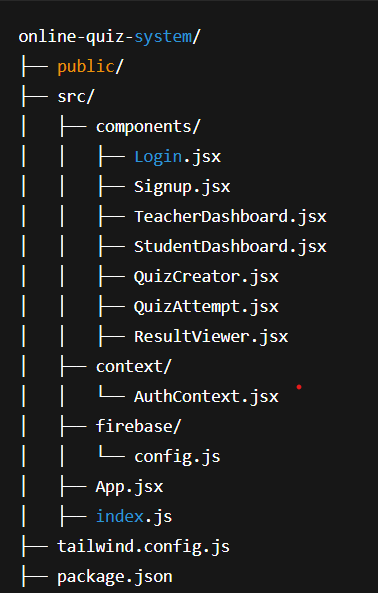 online-quiz-system/
├── public/
├── src/
│   ├── components/
│   │   ├── Login.jsx
│   │   ├── Signup.jsx
│   │   ├── TeacherDashboard.jsx
│   │   ├── StudentDashboard.jsx
│   │   ├── QuizCreator.jsx
│   │   ├── QuizAttempt.jsx
│   │   ├── ResultViewer.jsx
│   ├── context/
│   │   └── AuthContext.jsx
│   ├── firebase/
│   │   └── config.js
│   ├── App.jsx
│   ├── index.js
├── tailwind.config.js
├── package.json